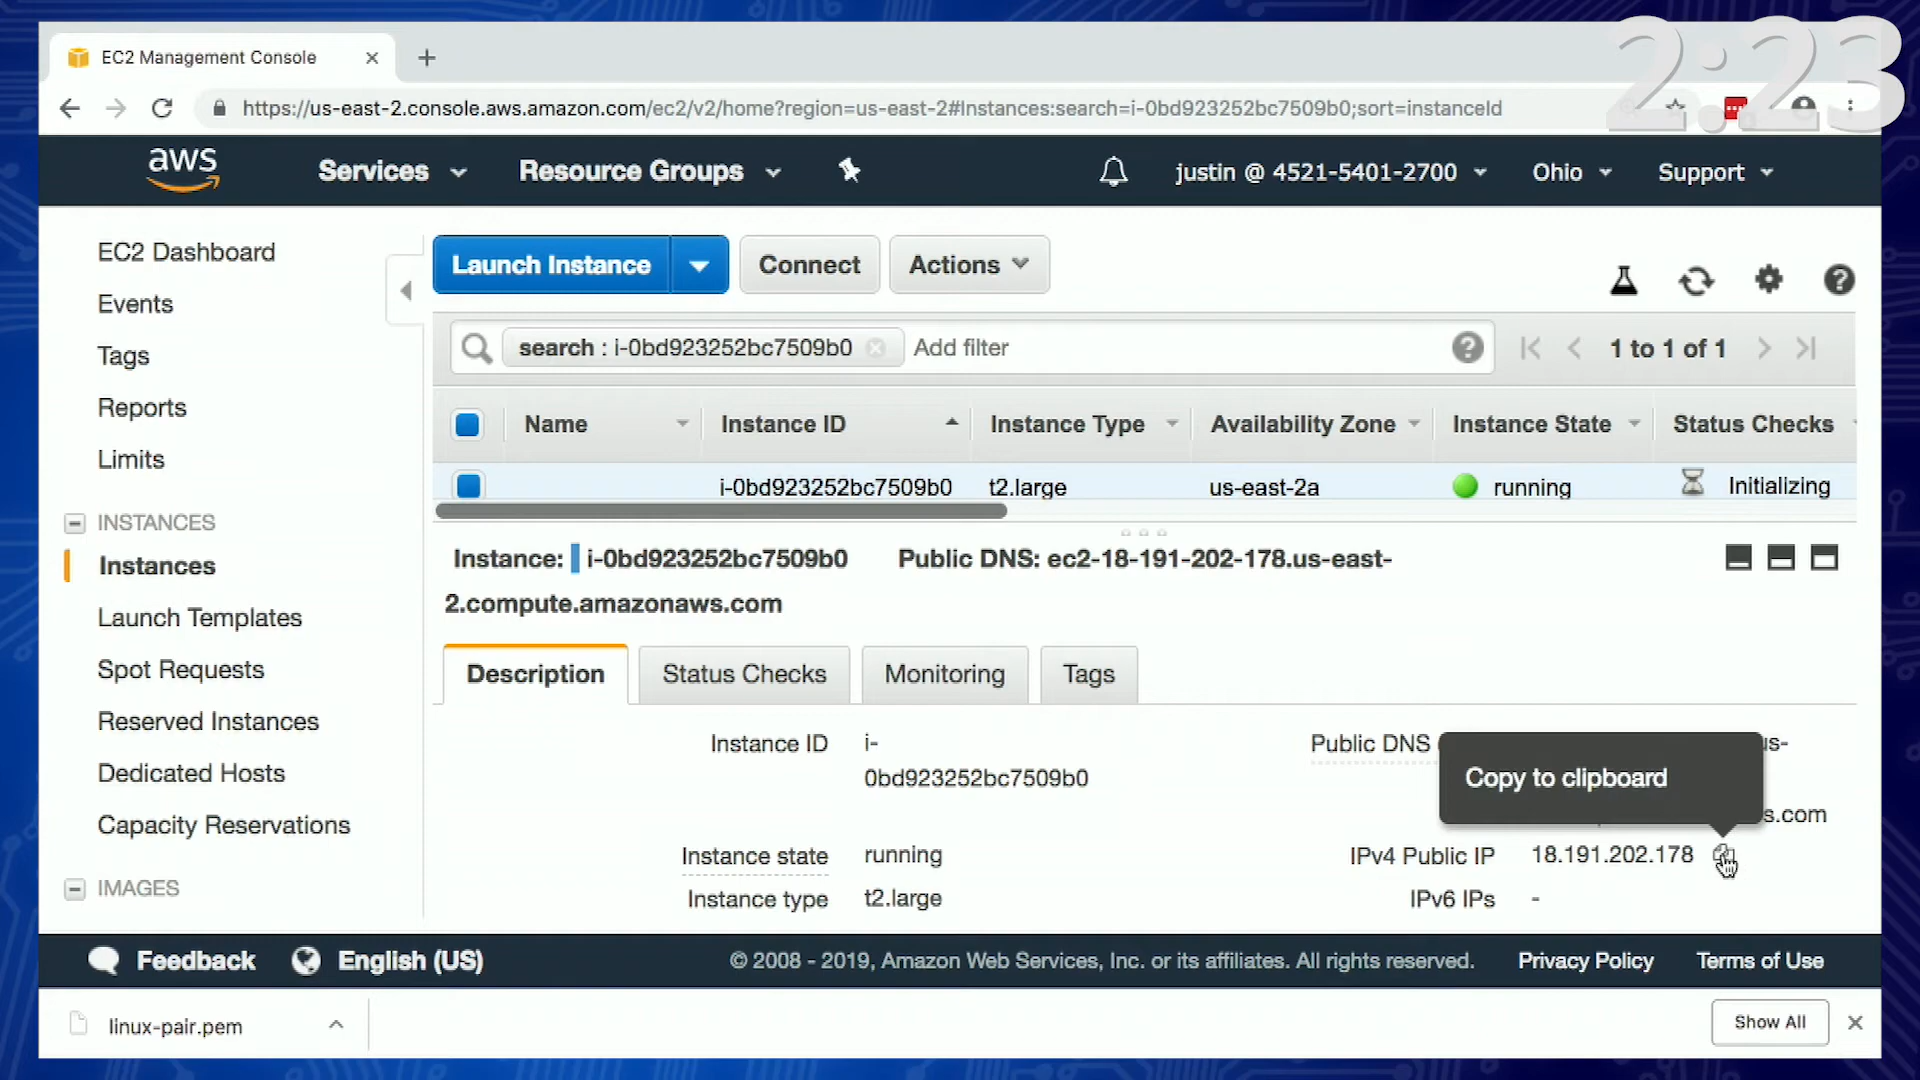 2:23
EC2 Management Console
https://us-east-2.console.aws.amazon.com/ec2/v2/home?region=us-east-2#Instances:search=i-0bd923252bc7509b0;sort=instanceId
aws Services Resource Groups justin @ 4521-5401-2700 Ohio Support
EC2 Dashboard
Events
Tags
Reports
Limits
INSTANCES
Instances
Launch Templates
Spot Requests
Reserved Instances
Dedicated Hosts
Capacity Reservations
IMAGES
Launch Instance Connect Actions
search : i-0bd923252bc7509b0 Add filter 1 to 1 of 1
Name Instance ID Instance Type Availability Zone Instance State Status Checks
i-0bd923252bc7509b0 t2.large us-east-2a running Initializing
Instance: i-0bd923252bc7509b0 Public DNS: ec2-18-191-202-178.us-east-
2.compute.amazonaws.com
Description Status Checks Monitoring Tags
Instance ID i-
0bd923252bc7509b0
Public DNS us-
Copy to clipboard
s.com
Instance state running IPv4 Public IP 18.191.202.178
Instance type t2.large IPv6 IPs -
Feedback English (US) © 2008 - 2019, Amazon Web Services, Inc. or its affiliates. All rights reserved. Privacy Policy Terms of Use
linux-pair.pem Show All